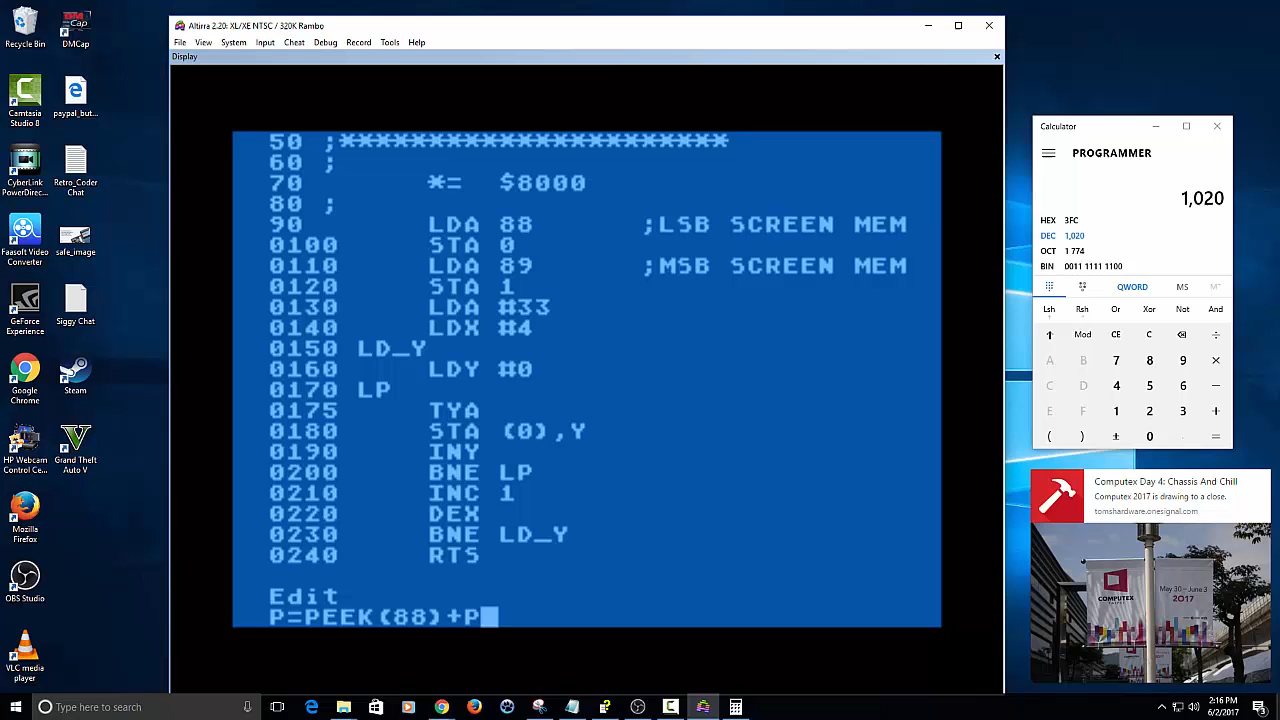 Altirra 2.20: XL/XE NTSC / 320K Rambo
File View System Input Cheat Debug Record Tools Help
Display
50 ;**********************
60 ;
70 *= $8000
80 ;
90 LDA 88 ;LSB SCREEN MEM
0100 STA 0
0110 LDA 89 ;MSB SCREEN MEM
0120 STA 1
0130 LDA #33
0140 LDX #4
0150 LD_Y
0160 LDY #0
0170 LP
0175 TYA
0180 STA (0),Y
0190 INY
0200 BNE LP
0210 INC 1
0220 DEX
0230 BNE LD_Y
0240 RTS
Edit
P=PEEK(88)+P
Recycle Bin
DMCap
Camtasia Studio 8
paypal_but...
CyberLink PowerDirec...
Retro_Coder Chat
Faasoft Video Converter
safe_image
GeForce Experience
Siggy Chat
Google Chrome
Steam
HP Webcam Control Ce...
Grand Theft Auto V
Mozilla Firefox
OBS Studio
VLC media player
Calculator
PROGRAMMER
1,020
HEX 3FC
DEC 1,020
OCT 1 774
BIN 0011 1111 1100
QWORD MS M˅
Lsh Rsh Or Xor Not And
↑ Mod CE C ⌫ ÷
A B 7 8 9 ×
C D 4 5 6 −
E F 1 2 3 +
( ) ± 0 . =
Computex Day 4: Chassis And Chill
Computex 2017 is drawing to a close.
tomshardware.onesignal.com
COMPUTEX
May 30 - June 3
2017
Type here to search
2:16 PM
6/2/2017